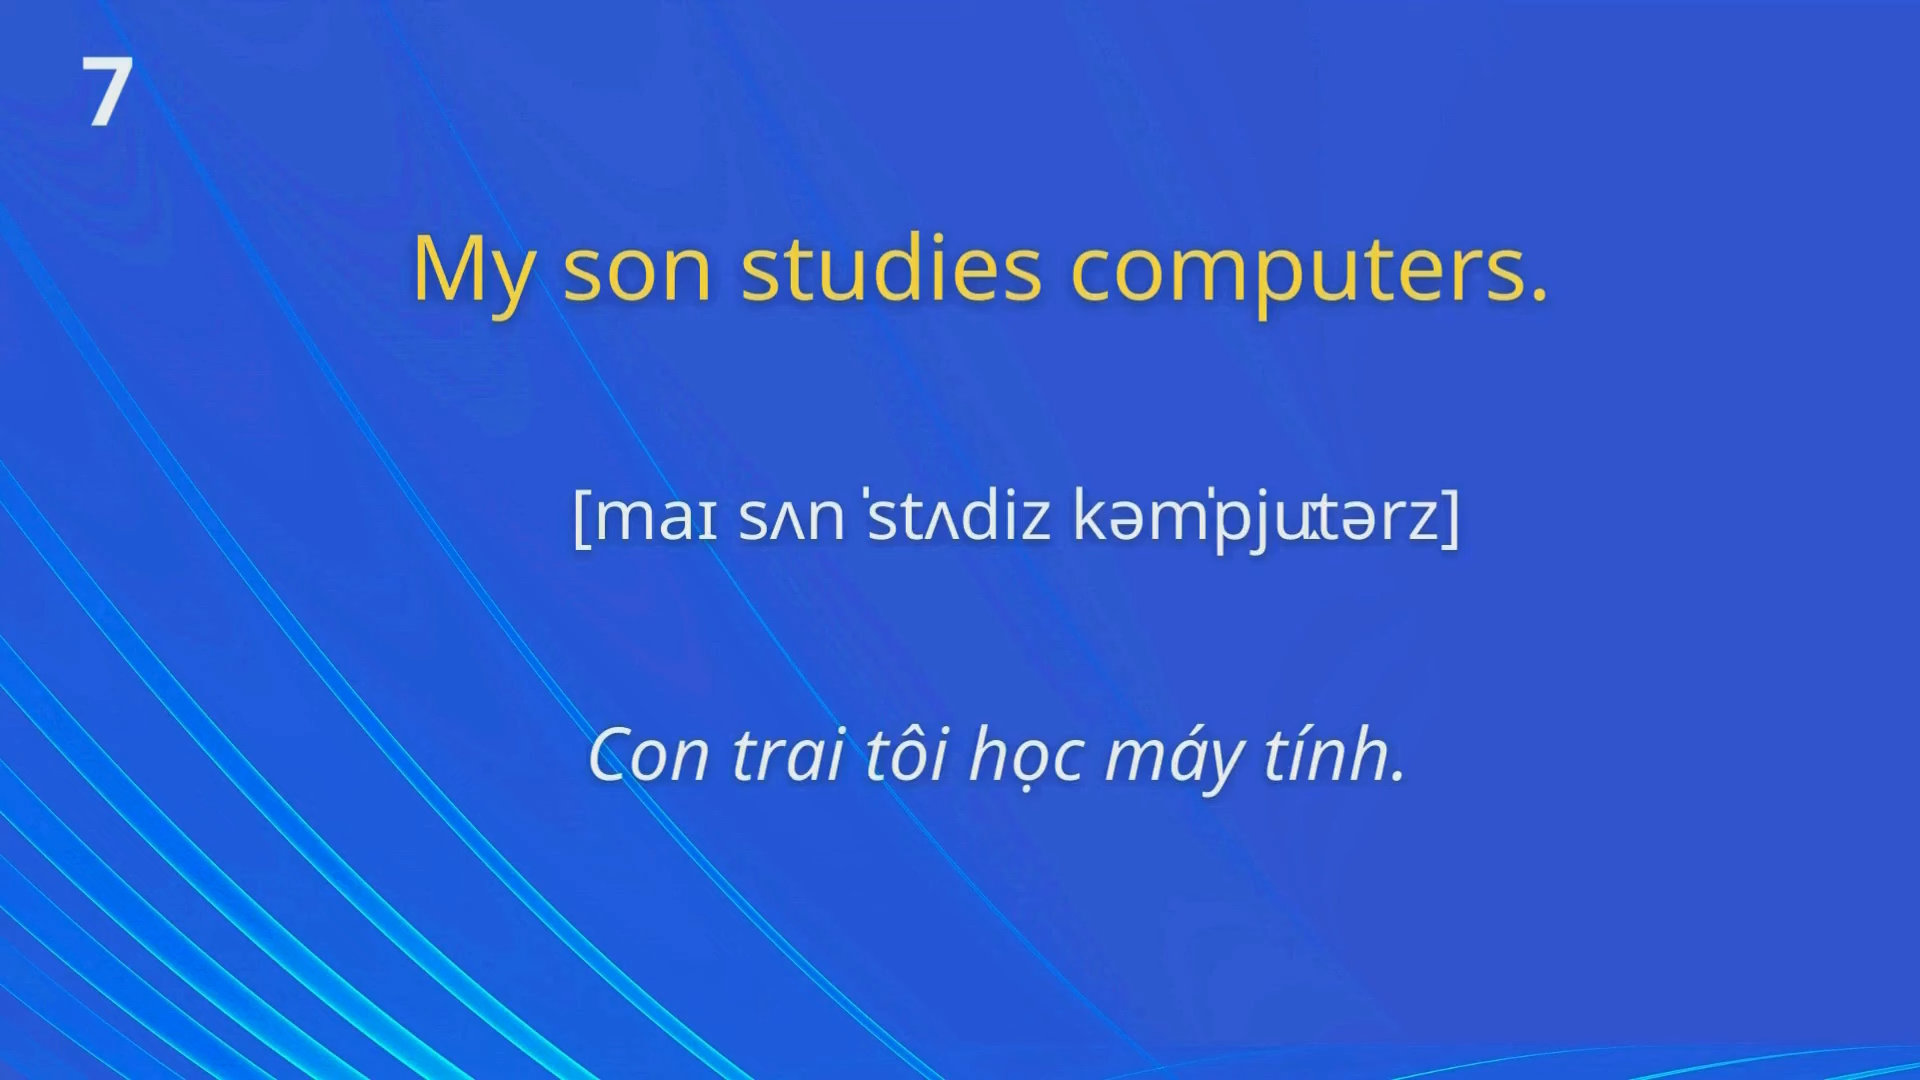 7
My son studies computers.
[maɪ sʌn ˈstʌdiz kəmˈpjuːtərz]
Con trai tôi học máy tính.